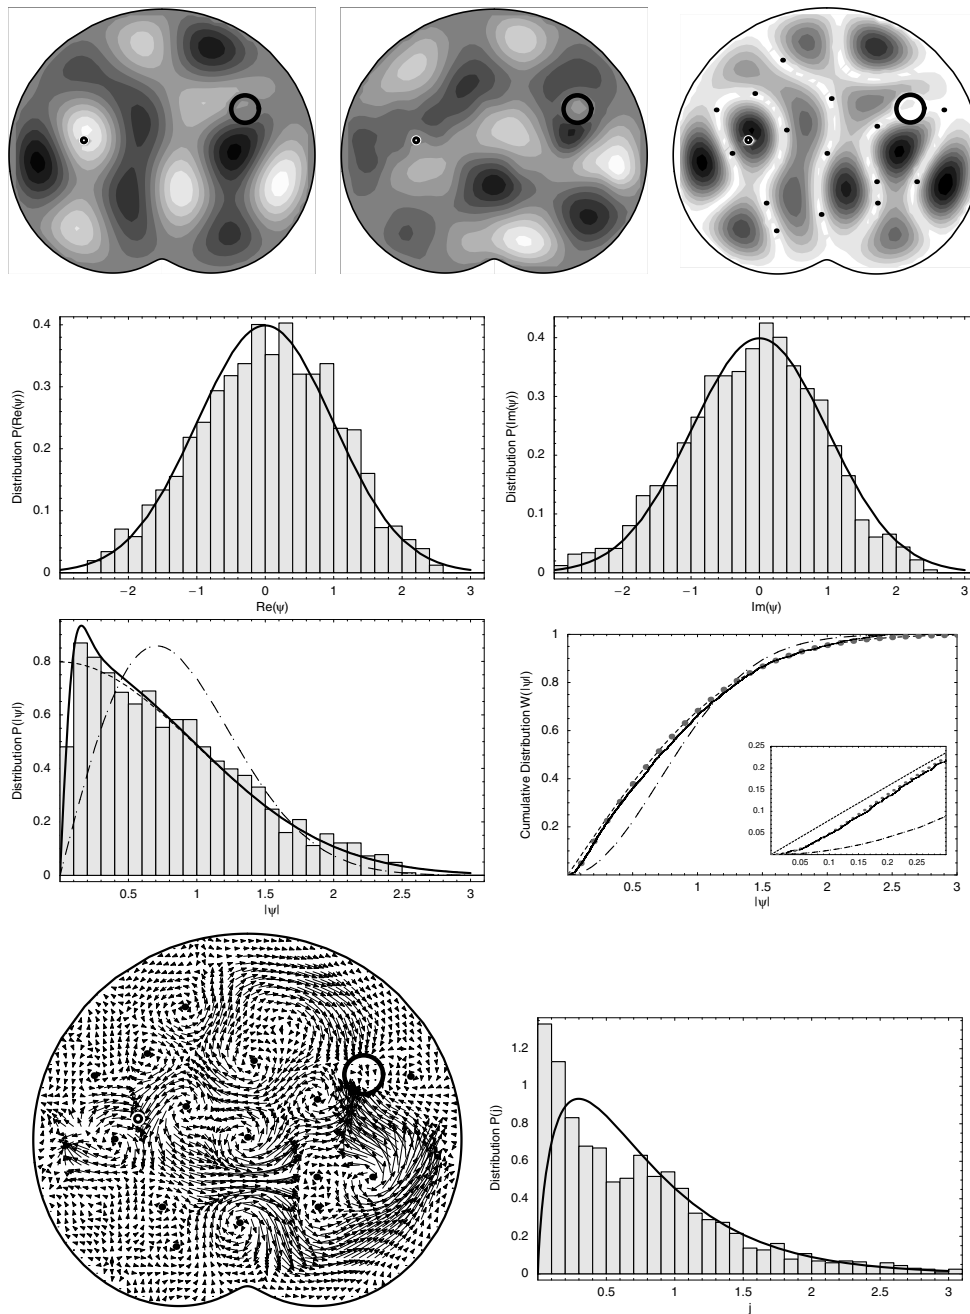 Distribution P(Re(ψ))
0.4
0.3
0.2
0.1
0
−2 −1 0 1 2 3
Re(ψ)
Distribution P(Im(ψ))
0.4
0.3
0.2
0.1
0
−2 −1 0 1 2 3
Im(ψ)
Distribution P(|ψ|)
0.8
0.6
0.4
0.2
0
0.5 1 1.5 2 2.5 3
|ψ|
Cumulative Distribution W(|ψ|)
1
0.8
0.6
0.4
0.2
0.5 1 1.5 2 2.5 3
|ψ|
0.25
0.2
0.15
0.1
0.05
0.05 0.1 0.15 0.2 0.25
Distribution P(j)
1.2
1
0.8
0.6
0.4
0.2
0
0 0.5 1 1.5 2 2.5 3
j